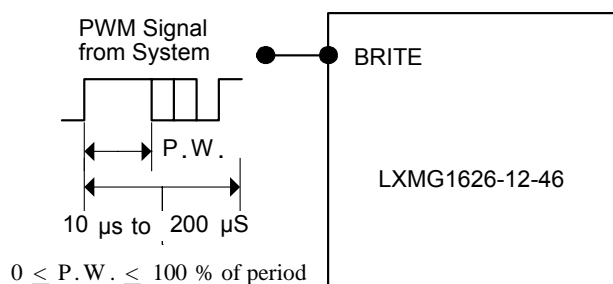 PWM Signal
from System
BRITE
P.W.
LXMG1626-12-46
10 µs to 200 µS
0 ≤ P.W. ≤ 100 % of period